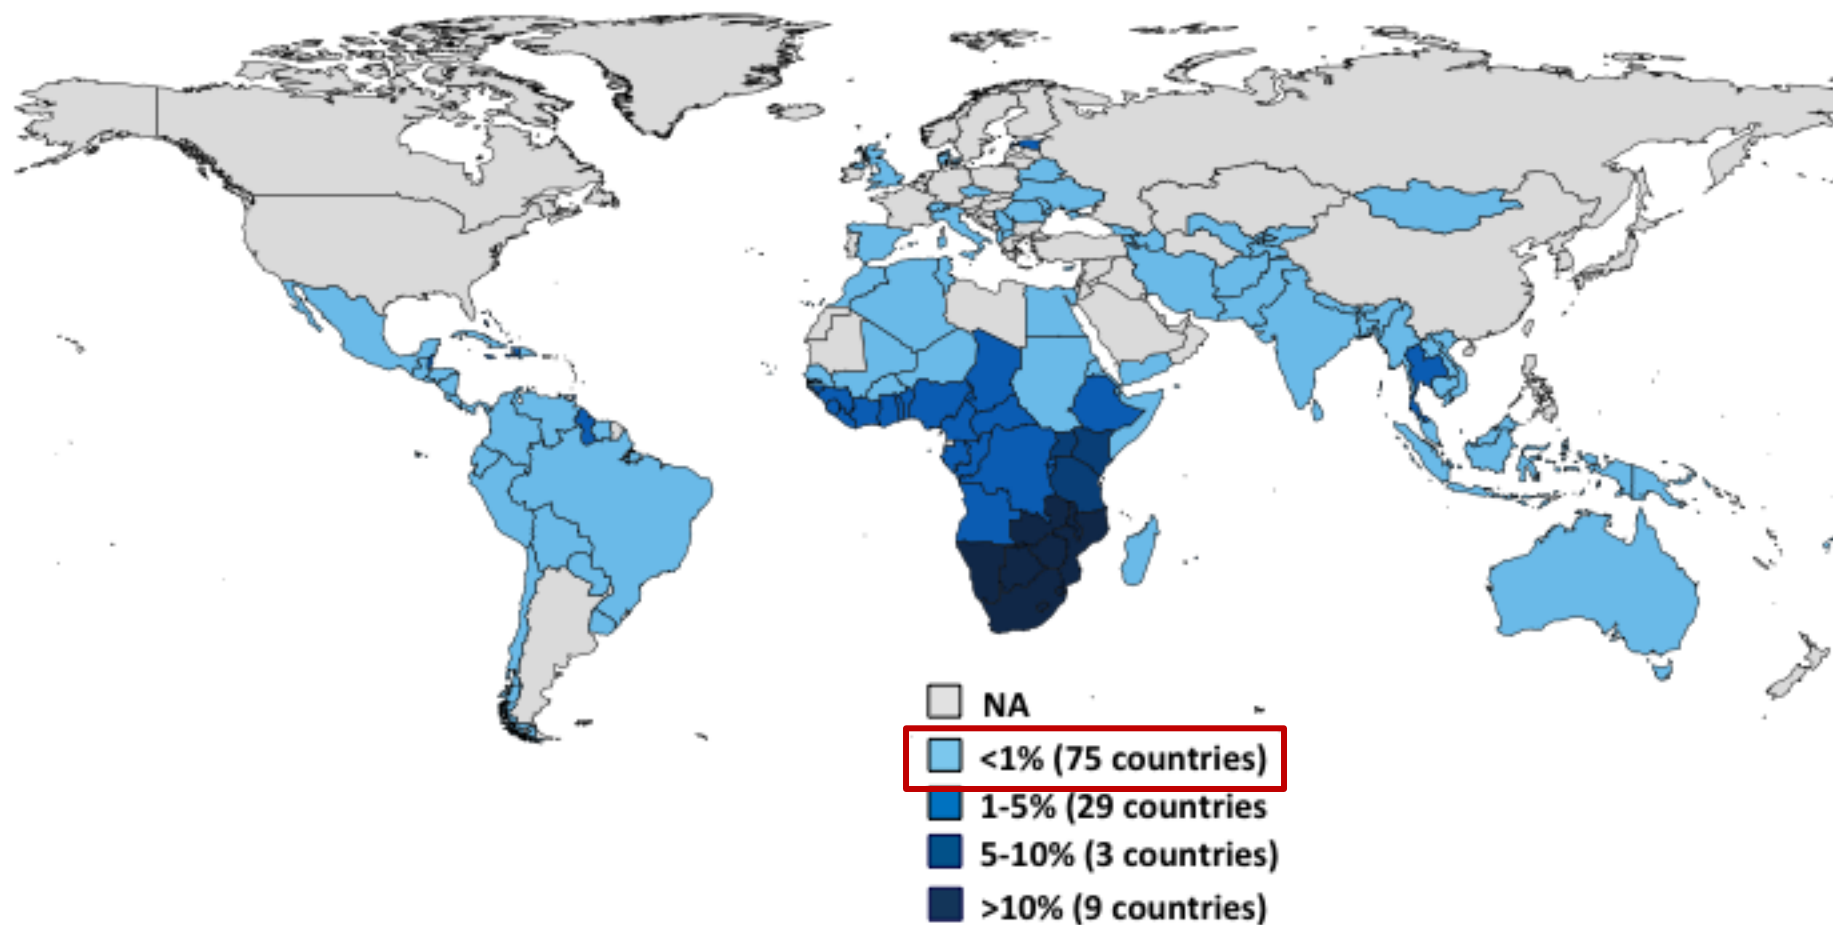 NA
<1% (75 countries)
1-5% (29 countries
5-10% (3 countries)
>10% (9 countries)